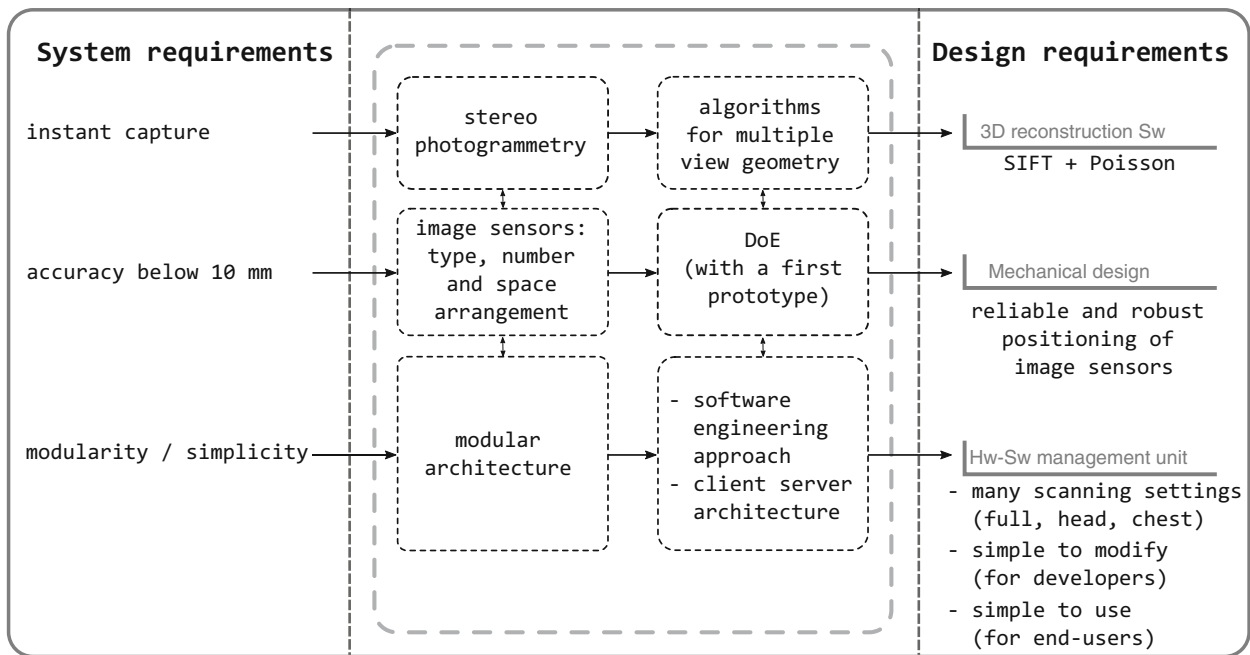 System requirements
Design requirements
instant capture
stereo
photogrammetry
algorithms
for multiple
view geometry
3D reconstruction Sw
SIFT + Poisson
accuracy below 10 mm
image sensors:
type, number
and space
arrangement
DoE
(with a first
prototype)
Mechanical design
reliable and robust
positioning of
image sensors
modularity / simplicity
modular
architecture
- software
engineering
approach
- client server
architecture
Hw-Sw management unit
- many scanning settings
(full, head, chest)
- simple to modify
(for developers)
- simple to use
(for end-users)